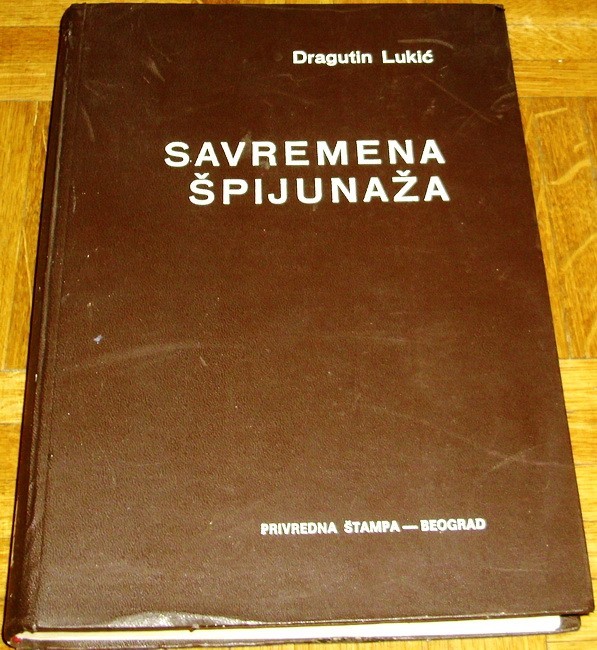 Dragutin Lukić
SAVREMENA
ŠPIJUNAŽA
PRIVREDNA ŠTAMPA — BEOGRAD